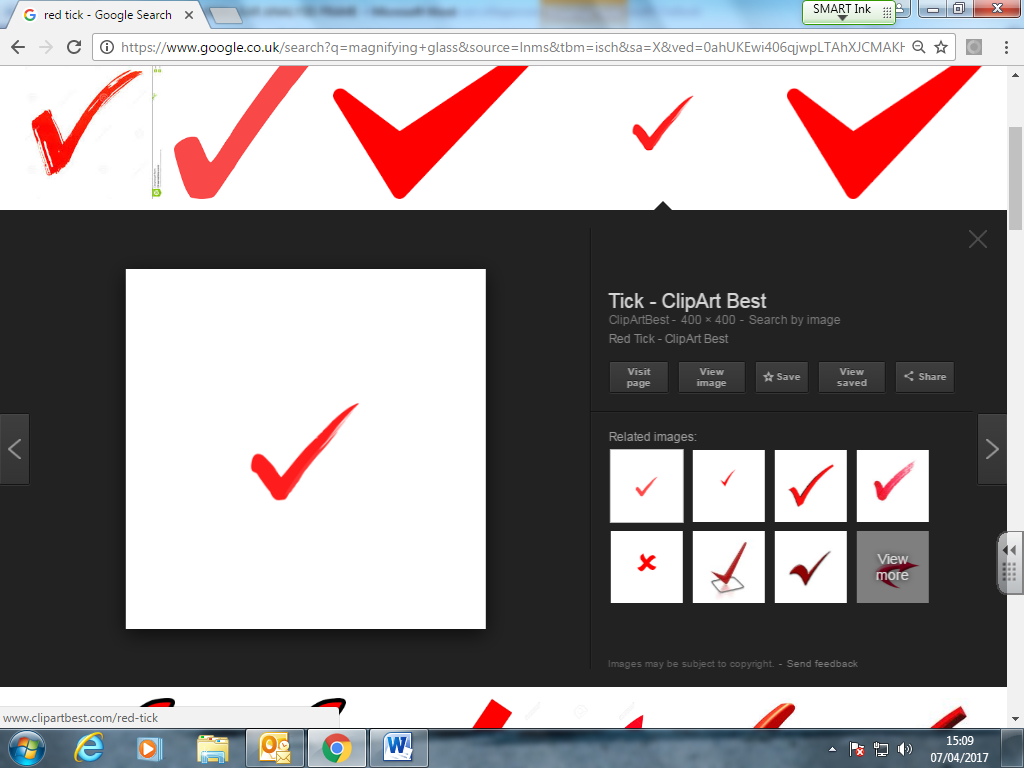 red tick - Google Search
SMART Ink
https://www.google.co.uk/search?q=magnifying+glass&source=lnms&tbm=isch&sa=X&ved=0ahUKEwi406qjwpLTAhXJCMAKH
Tick - ClipArt Best
ClipArtBest - 400 × 400 - Search by image
Red Tick - ClipArt Best
Visit page
View image
Save
View saved
Share
Related images:
View more
Images may be subject to copyright. - Send feedback
www.clipartbest.com/red-tick
15:09
07/04/2017